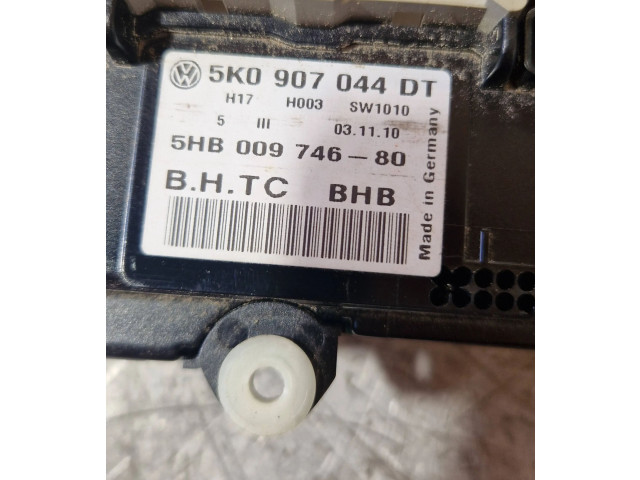 5K0 907 044 DT
H17 H003 SW1010
5 III 03.11.10
5HB 009 746-80
B.H.TC BHB
Made in Germany